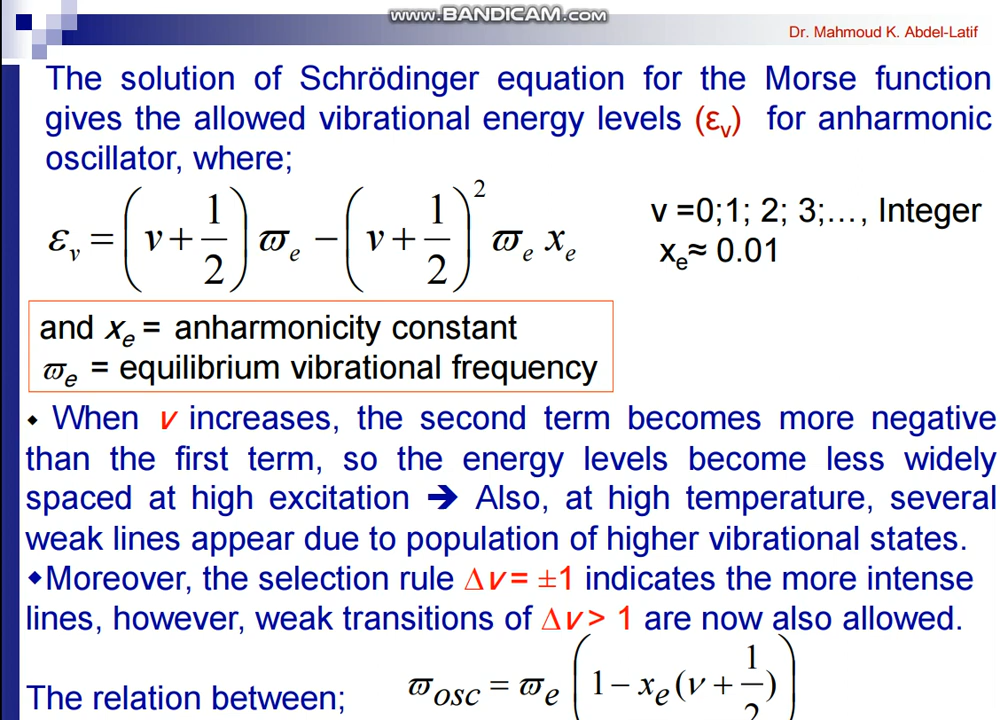 www.BANDICAM.com
Dr. Mahmoud K. Abdel-Latif
The solution of Schrödinger equation for the Morse function
gives the allowed vibrational energy levels (εᵥ) for anharmonic
oscillator, where;
εᵥ = (v + 1/2) ϖₑ − (v + 1/2)² ϖₑ xₑ
v =0;1; 2; 3;…, Integer
xₑ≈ 0.01
and xₑ = anharmonicity constant
ϖₑ = equilibrium vibrational frequency
⬥ When v increases, the second term becomes more negative
than the first term, so the energy levels become less widely
spaced at high excitation ➔ Also, at high temperature, several
weak lines appear due to population of higher vibrational states.
⬥Moreover, the selection rule Δv = ±1 indicates the more intense
lines, however, weak transitions of Δv > 1 are now also allowed.
The relation between; ϖ_OSC = ϖₑ (1 − xₑ(v + 1/2))